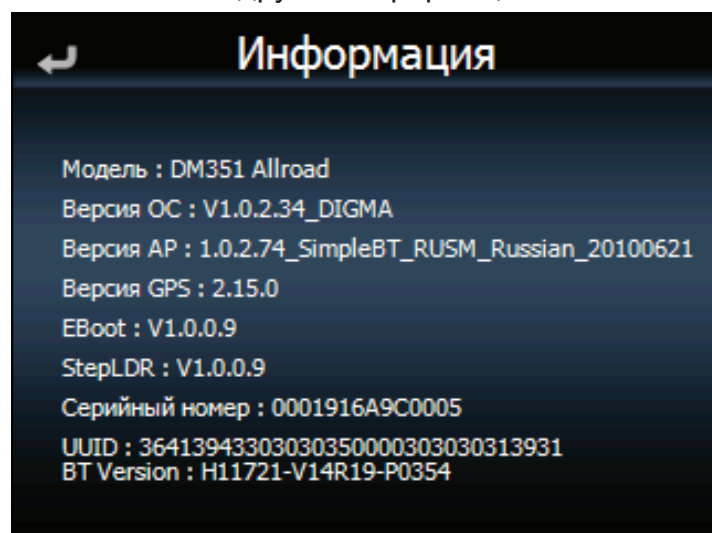 Информация
Модель : DM351 Allroad
Версия ОС : V1.0.2.34_DIGMA
Версия AP : 1.0.2.74_SimpleBT_RUSM_Russian_20100621
Версия GPS : 2.15.0
EBoot : V1.0.0.9
StepLDR : V1.0.0.9
Серийный номер : 0001916A9C0005
UUID : 36413943303030350000303030313931
BT Version : H11721-V14R19-P0354